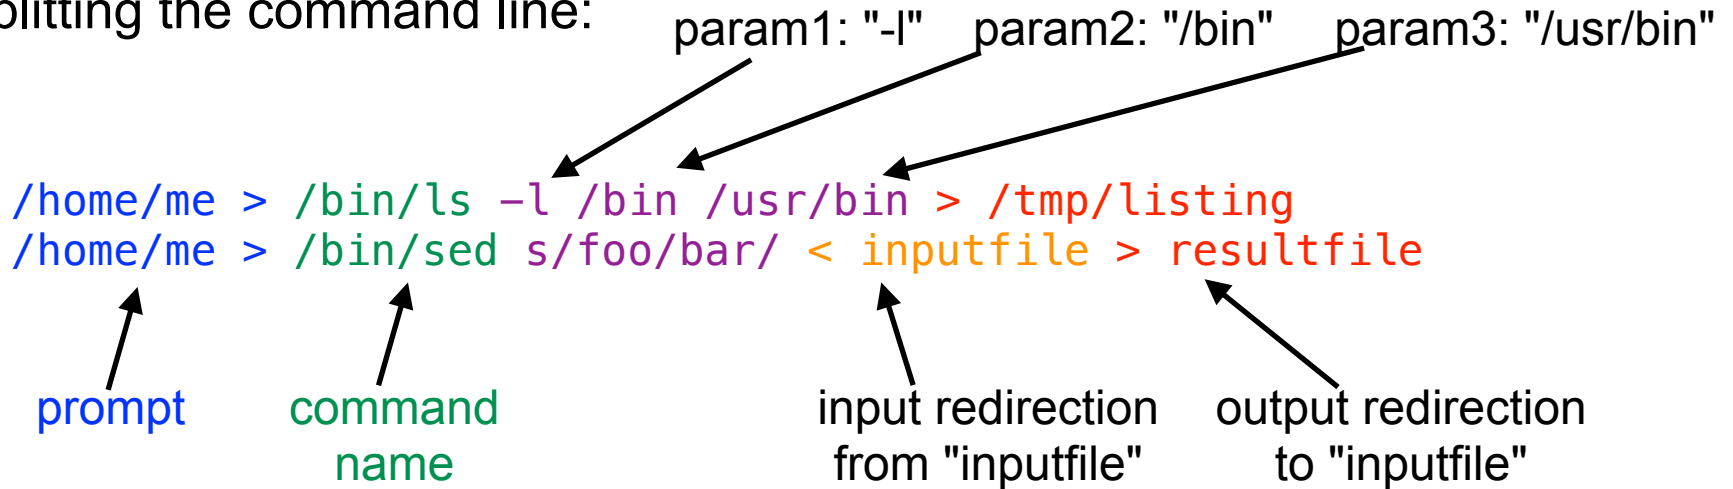 the command line:
param1: "-l" param2: "/bin" param3: "/usr/bin"
/home/me > /bin/ls –l /bin /usr/bin > /tmp/listing
/home/me > /bin/sed s/foo/bar/ < inputfile > resultfile
prompt
command
name
input redirection
from "inputfile"
output redirection
to "inputfile"